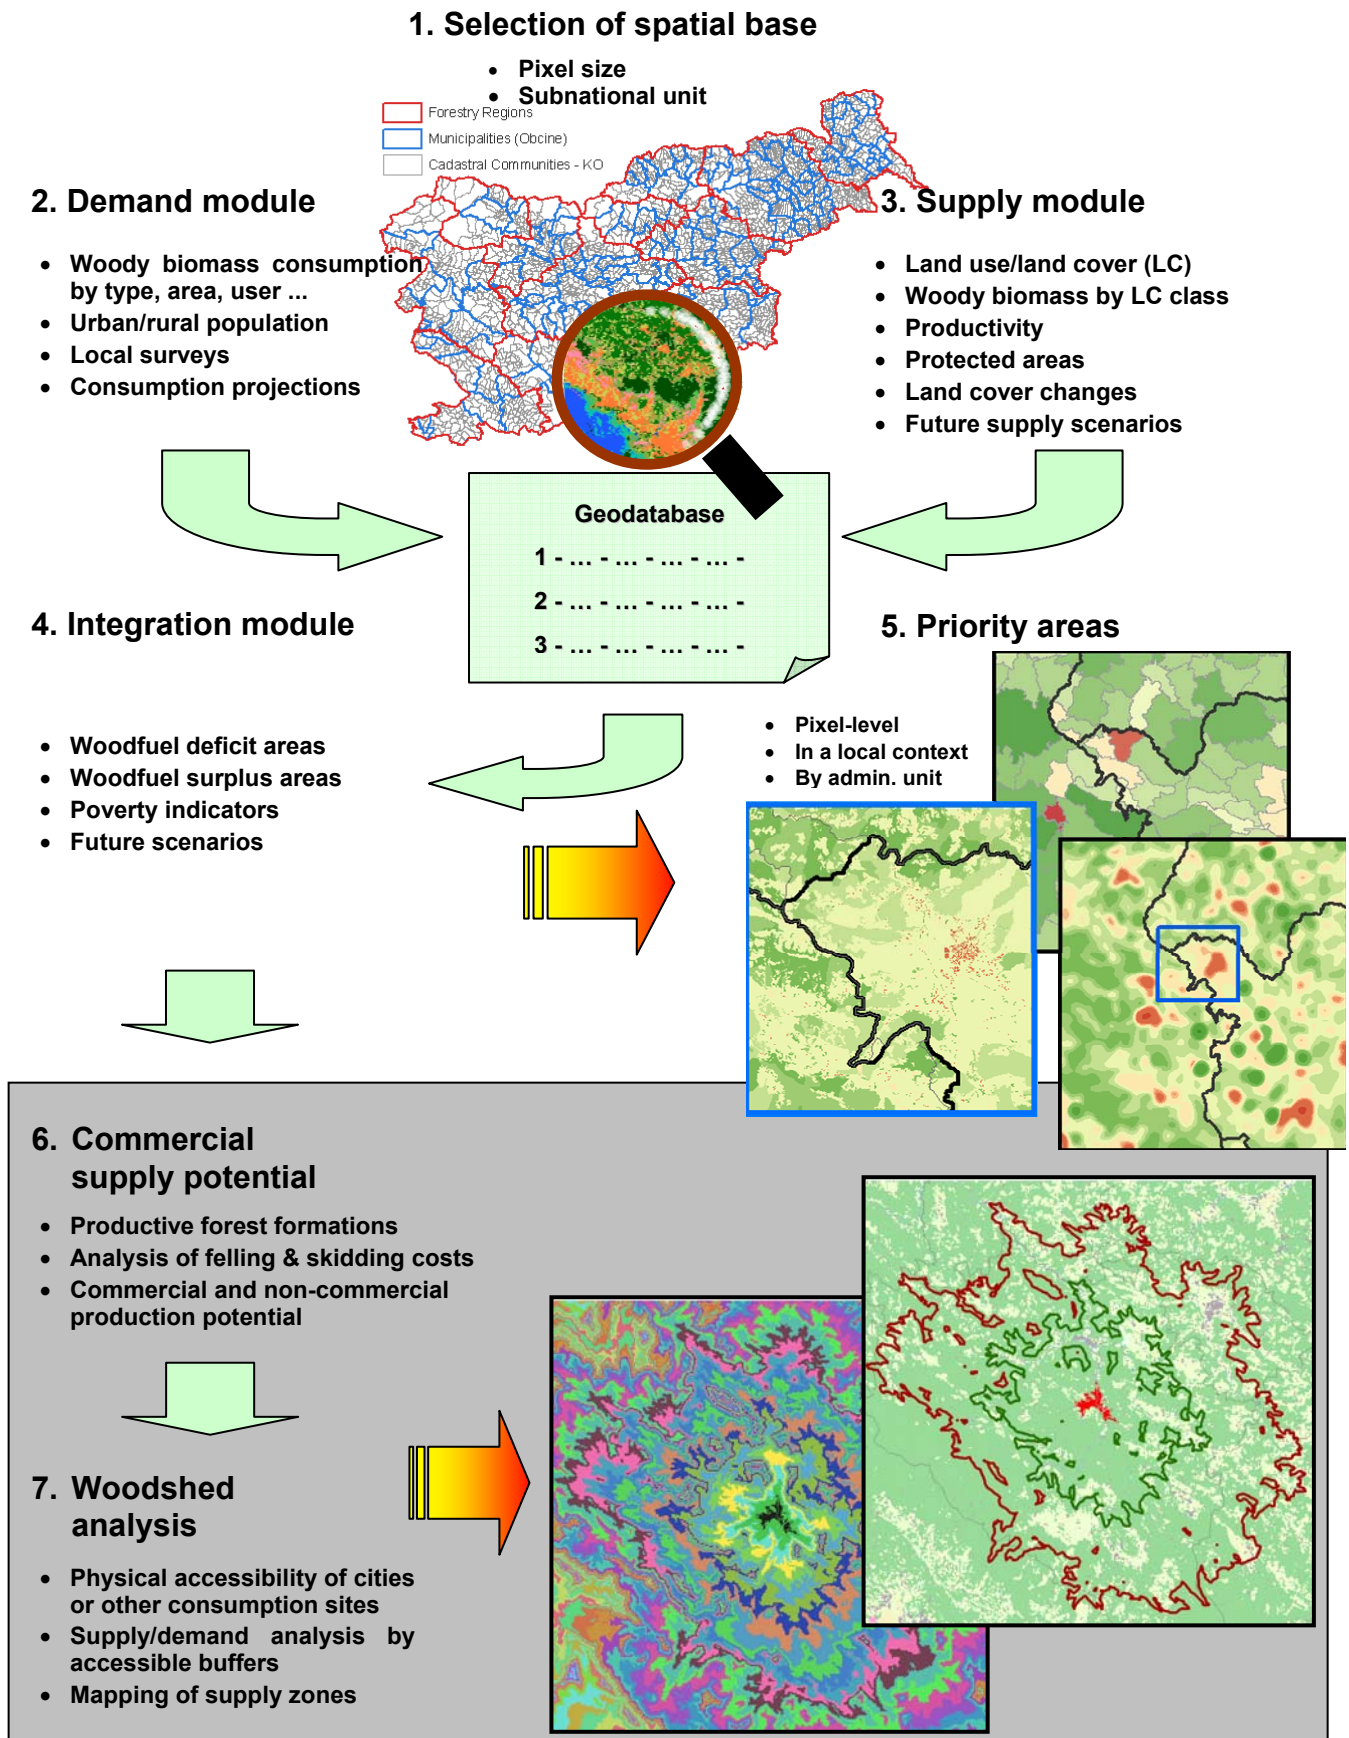 1. Selection of spatial base
• Pixel size
• Subnational unit
Forestry Regions
Municipalities (Obcine)
Cadastral Communities - KO
2. Demand module
• Woody biomass consumption
by type, area, user ...
• Urban/rural population
• Local surveys
• Consumption projections
3. Supply module
• Land use/land cover (LC)
• Woody biomass by LC class
• Productivity
• Protected areas
• Land cover changes
• Future supply scenarios
Geodatabase
1 - ... - ... - ... - ... -
2 - ... - ... - ... - ... -
3 - ... - ... - ... - ... -
4. Integration module
• Woodfuel deficit areas
• Woodfuel surplus areas
• Poverty indicators
• Future scenarios
5. Priority areas
• Pixel-level
• In a local context
• By admin. unit
6. Commercial
supply potential
• Productive forest formations
• Analysis of felling & skidding costs
• Commercial and non-commercial
production potential
7. Woodshed
analysis
• Physical accessibility of cities
or other consumption sites
• Supply/demand analysis by
accessible buffers
• Mapping of supply zones